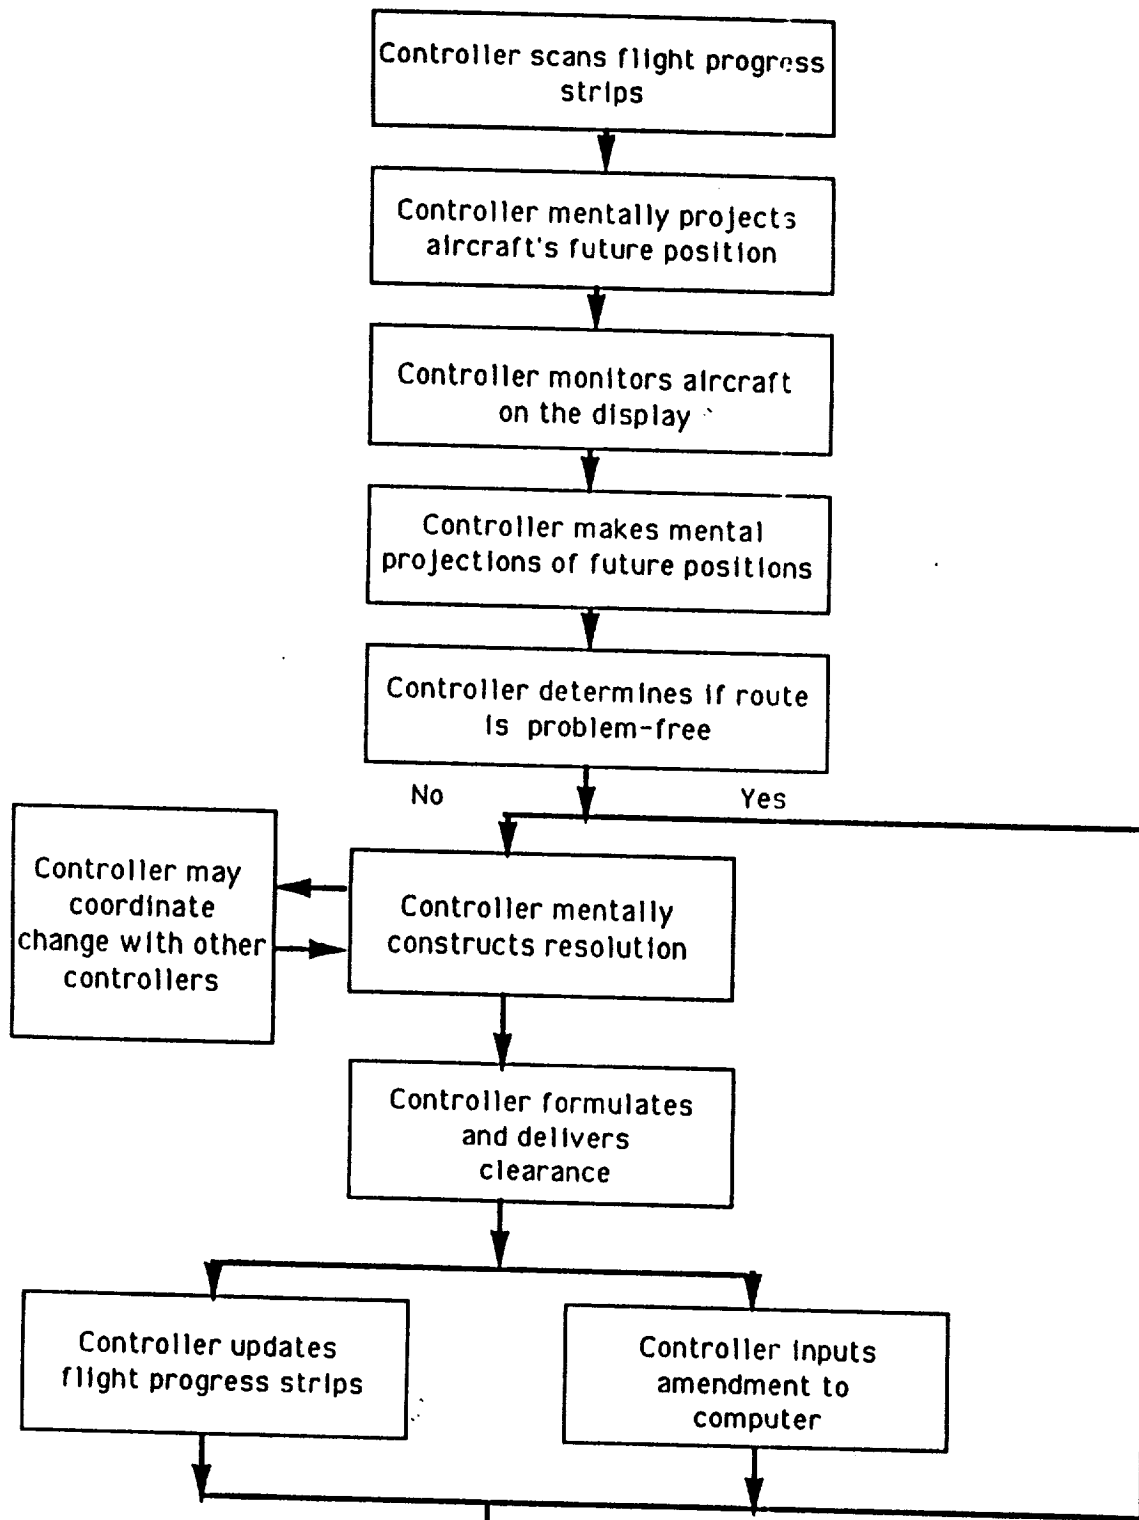 Controller scans flight progress
strips
Controller mentally projects
aircraft's future position
Controller monitors aircraft
on the display
Controller makes mental
projections of future positions
Controller determines if route
is problem-free
No
Yes
Controller may
coordinate
change with other
controllers
Controller mentally
constructs resolution
Controller formulates
and delivers
clearance
Controller updates
flight progress strips
Controller inputs
amendment to
computer